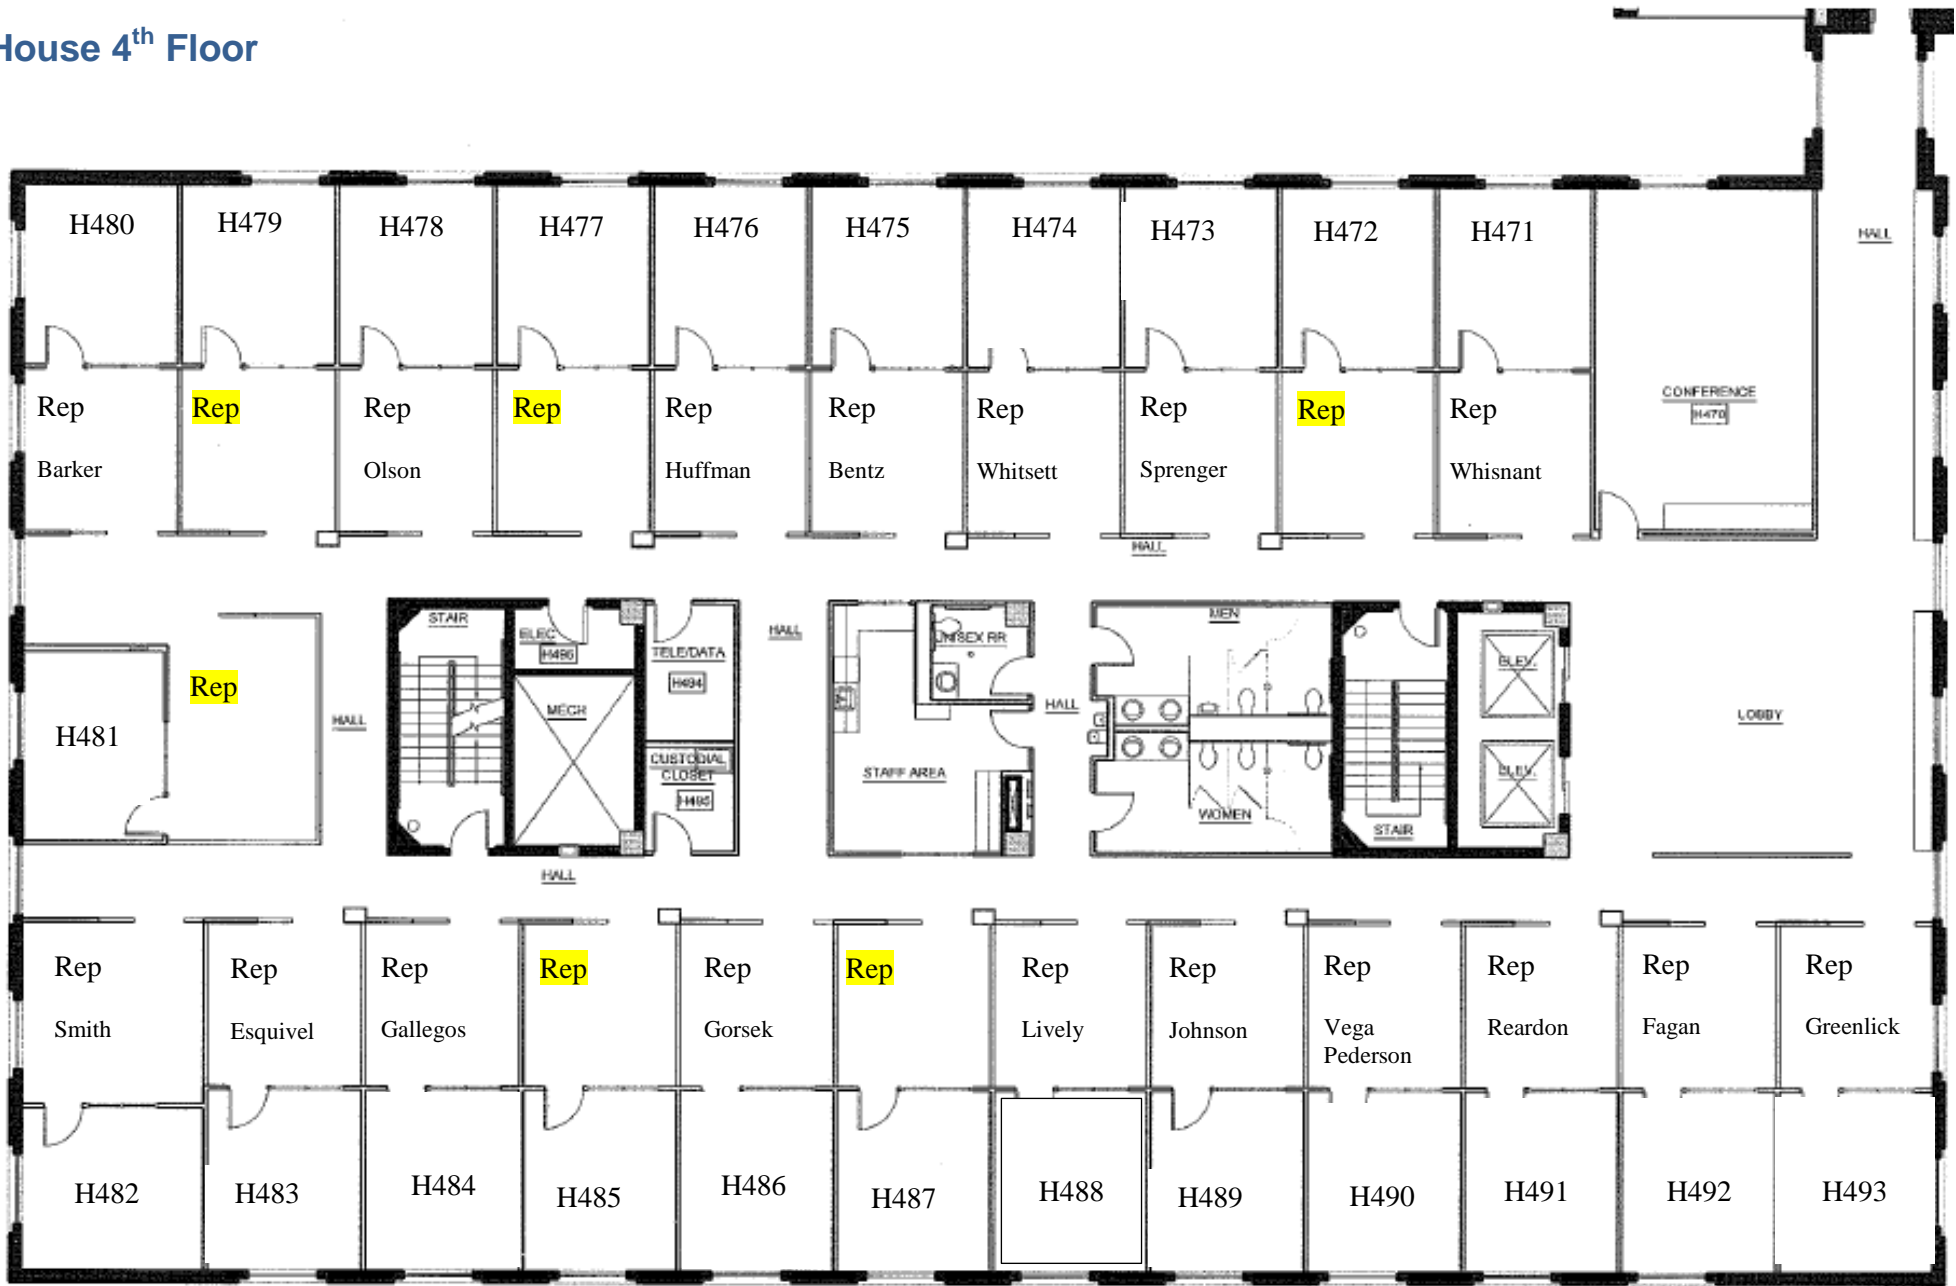 House 4th Floor
H480 H479 H478 H477 H476 H475 H474 H473 H472 H471
HALL
CONFERENCE
H470
Rep Rep Rep Rep Rep Rep Rep Rep Rep Rep
Barker Olson Huffman Bentz Whitsett Sprenger Whisnant
HALL
STAIR
ELEC
H496
TELE/DATA
H494
HALL
UNISEX RR
MEN
ELEV.
Rep
H481
HALL
MECH
CUSTODIAL
CLOSET
H495
STAFF AREA
HALL
WOMEN
STAIR
ELEV.
LOBBY
HALL
Rep Rep Rep Rep Rep Rep Rep Rep Rep Rep Rep Rep
Smith Esquivel Gallegos Gorsek Lively Johnson Vega Reardon Fagan Greenlick
Pederson
H482 H483 H484 H485 H486 H487 H488 H489 H490 H491 H492 H493